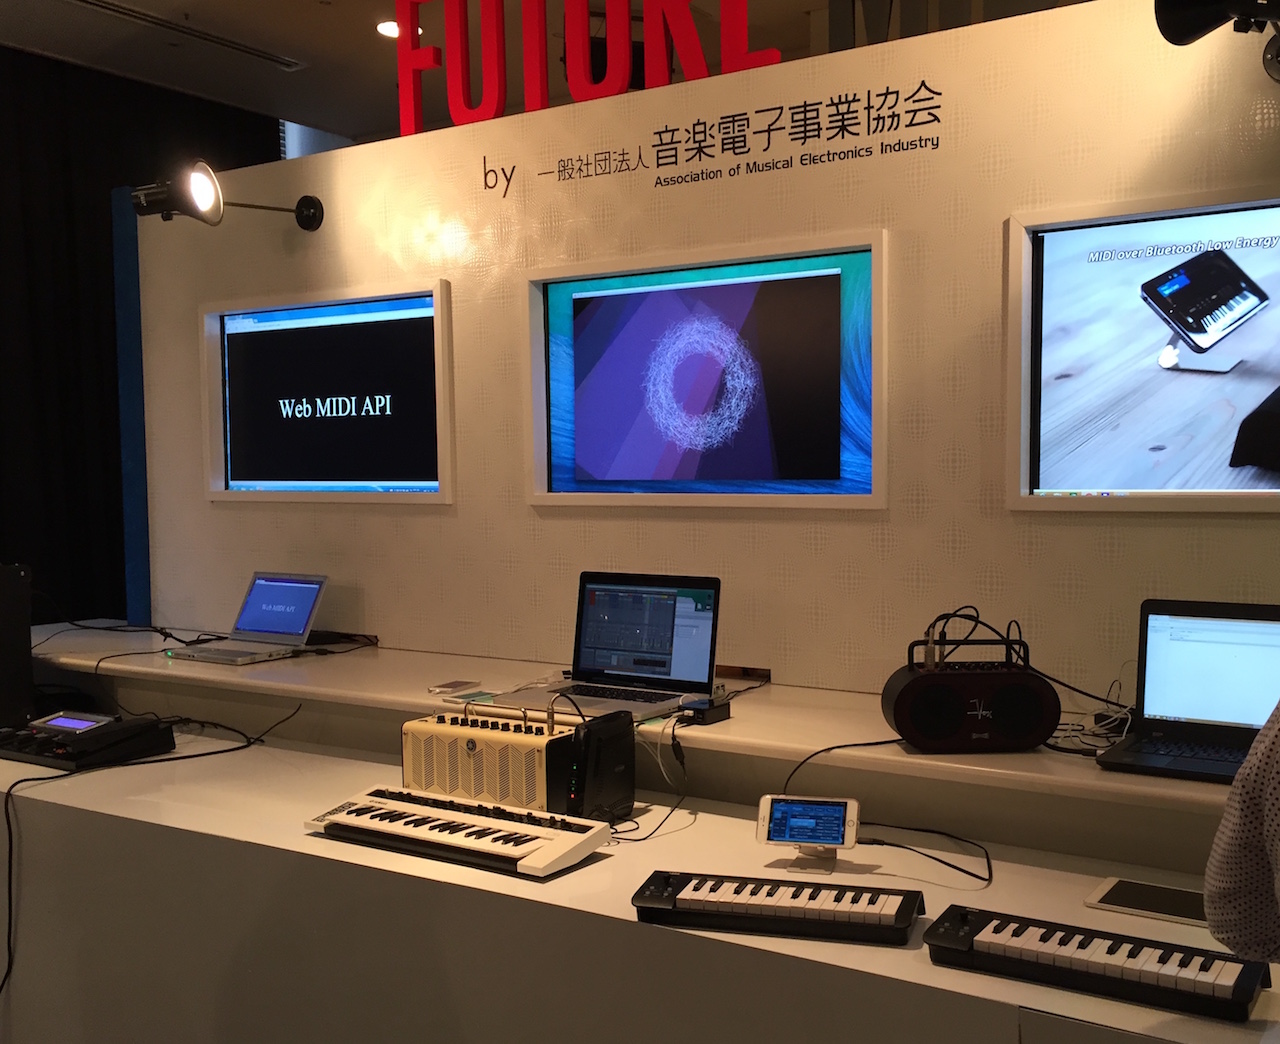 FUTURE
by 一般社団法人 音楽電子事業協会
Association of Musical Electronics Industry
Web MIDI API
MIDI over Bluetooth Low Energy
Web MIDI API